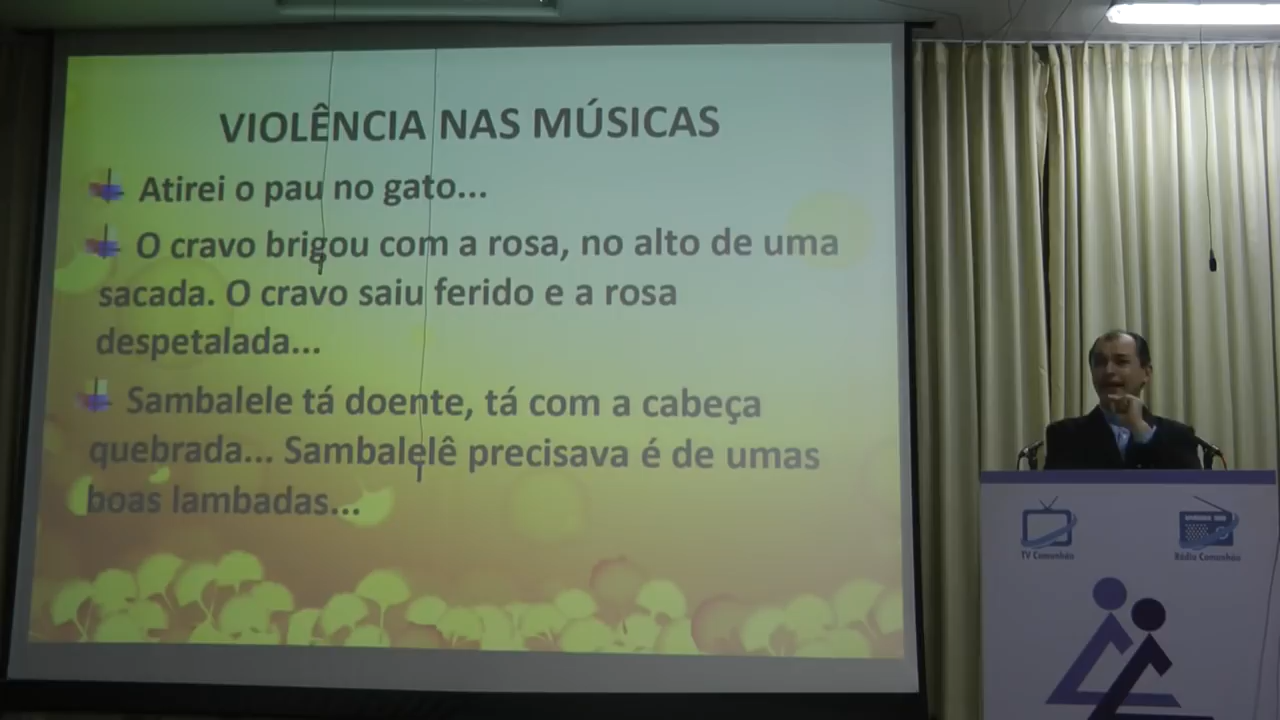 VIOLÊNCIA NAS MÚSICAS
Atirei o pau no gato...
O cravo brigou com a rosa, no alto de uma
sacada. O cravo saiu ferido e a rosa
despetalada...
Sambalele tá doente, tá com a cabeça
quebrada... Sambalelê precisava é de umas
boas lambadas...
TV Comunhão
Rádio Comunhão